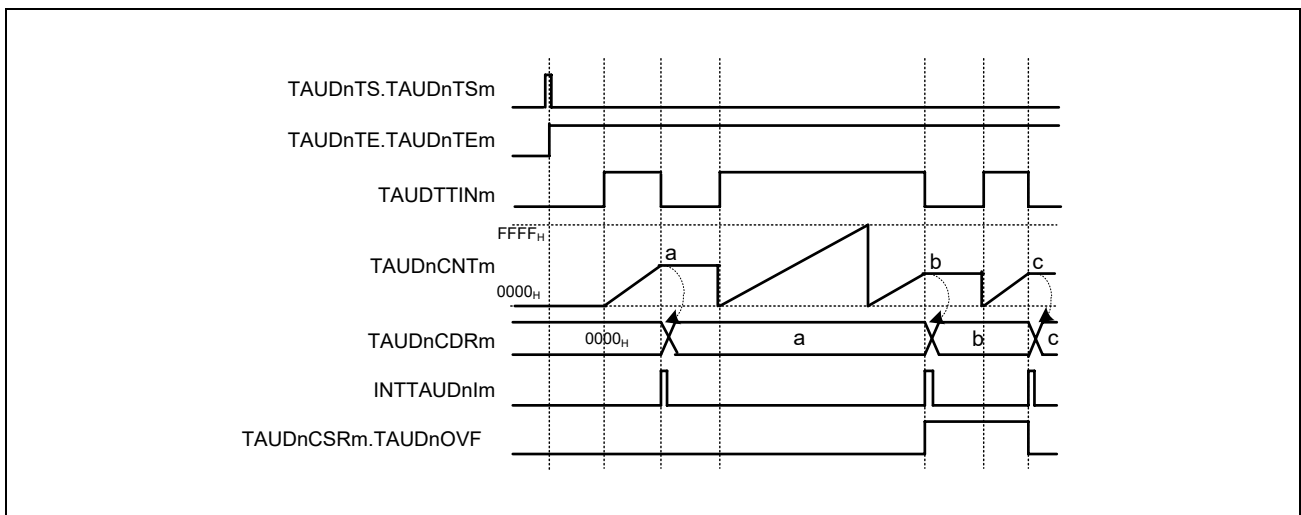 TAUDnTS.TAUDnTSm
TAUDnTE.TAUDnTEm
TAUDTTINm
FFFFH
TAUDnCNTm
a
b
c
0000H
TAUDnCDRm
0000H
a
b
c
INTTAUDnIm
TAUDnCSRm.TAUDnOVF